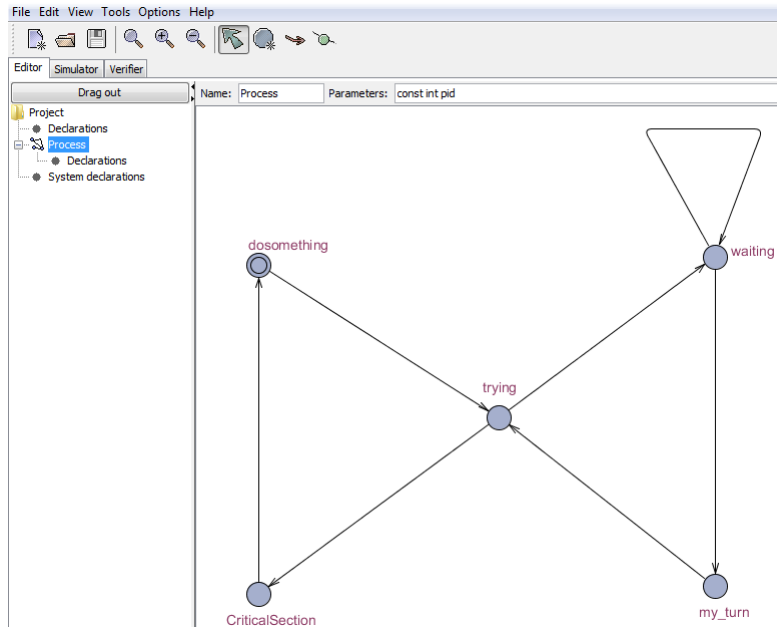 File Edit View Tools Options Help
Editor Simulator Verifier
Drag out
Name: Process Parameters: const int pid
Project
Declarations
Process
Declarations
System declarations
dosomething
waiting
trying
CriticalSection
my_turn